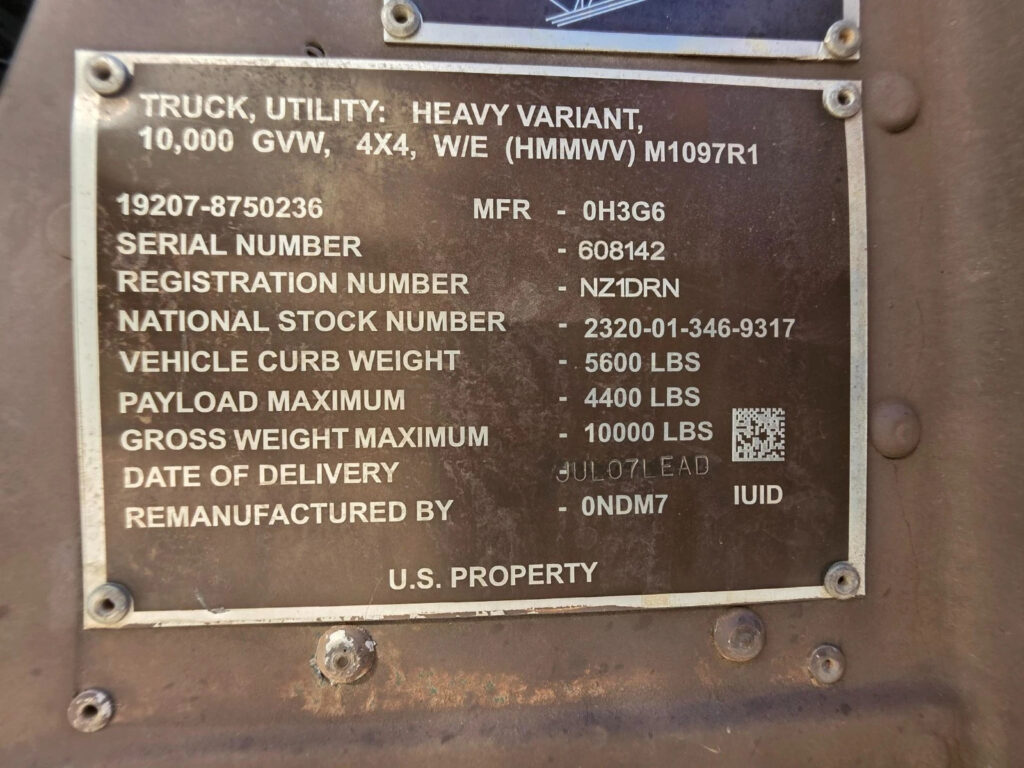 TRUCK, UTILITY: HEAVY VARIANT,
10,000 GVW, 4X4, W/E (HMMWV) M1097R1
19207-8750236 MFR - 0H3G6
SERIAL NUMBER - 608142
REGISTRATION NUMBER - NZ1DRN
NATIONAL STOCK NUMBER - 2320-01-346-9317
VEHICLE CURB WEIGHT - 5600 LBS
PAYLOAD MAXIMUM - 4400 LBS
GROSS WEIGHT MAXIMUM - 10000 LBS
DATE OF DELIVERY - JUL07LEAD
REMANUFACTURED BY - 0NDM7 IUID
U.S. PROPERTY